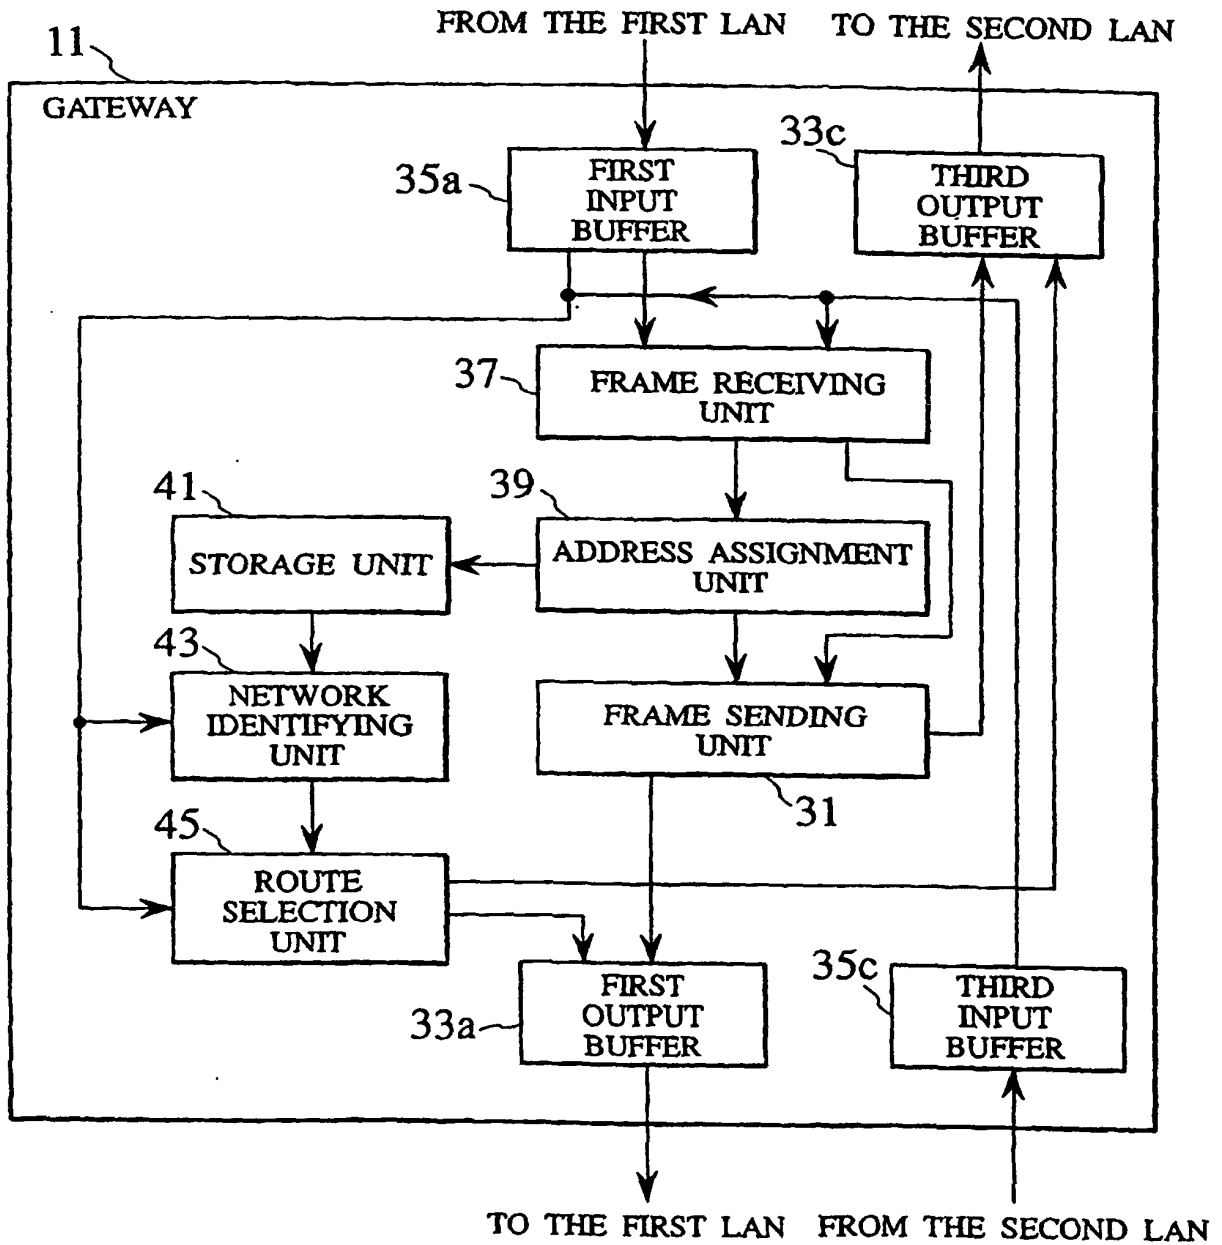 FROM THE FIRST LAN
TO THE SECOND LAN
11
GATEWAY
35a
FIRST
INPUT
BUFFER
33c
THIRD
OUTPUT
BUFFER
37
FRAME RECEIVING
UNIT
41
STORAGE UNIT
39
ADDRESS ASSIGNMENT
UNIT
43
NETWORK
IDENTIFYING
UNIT
FRAME SENDING
UNIT
31
45
ROUTE
SELECTION
UNIT
33a
FIRST
OUTPUT
BUFFER
35c
THIRD
INPUT
BUFFER
TO THE FIRST LAN
FROM THE SECOND LAN